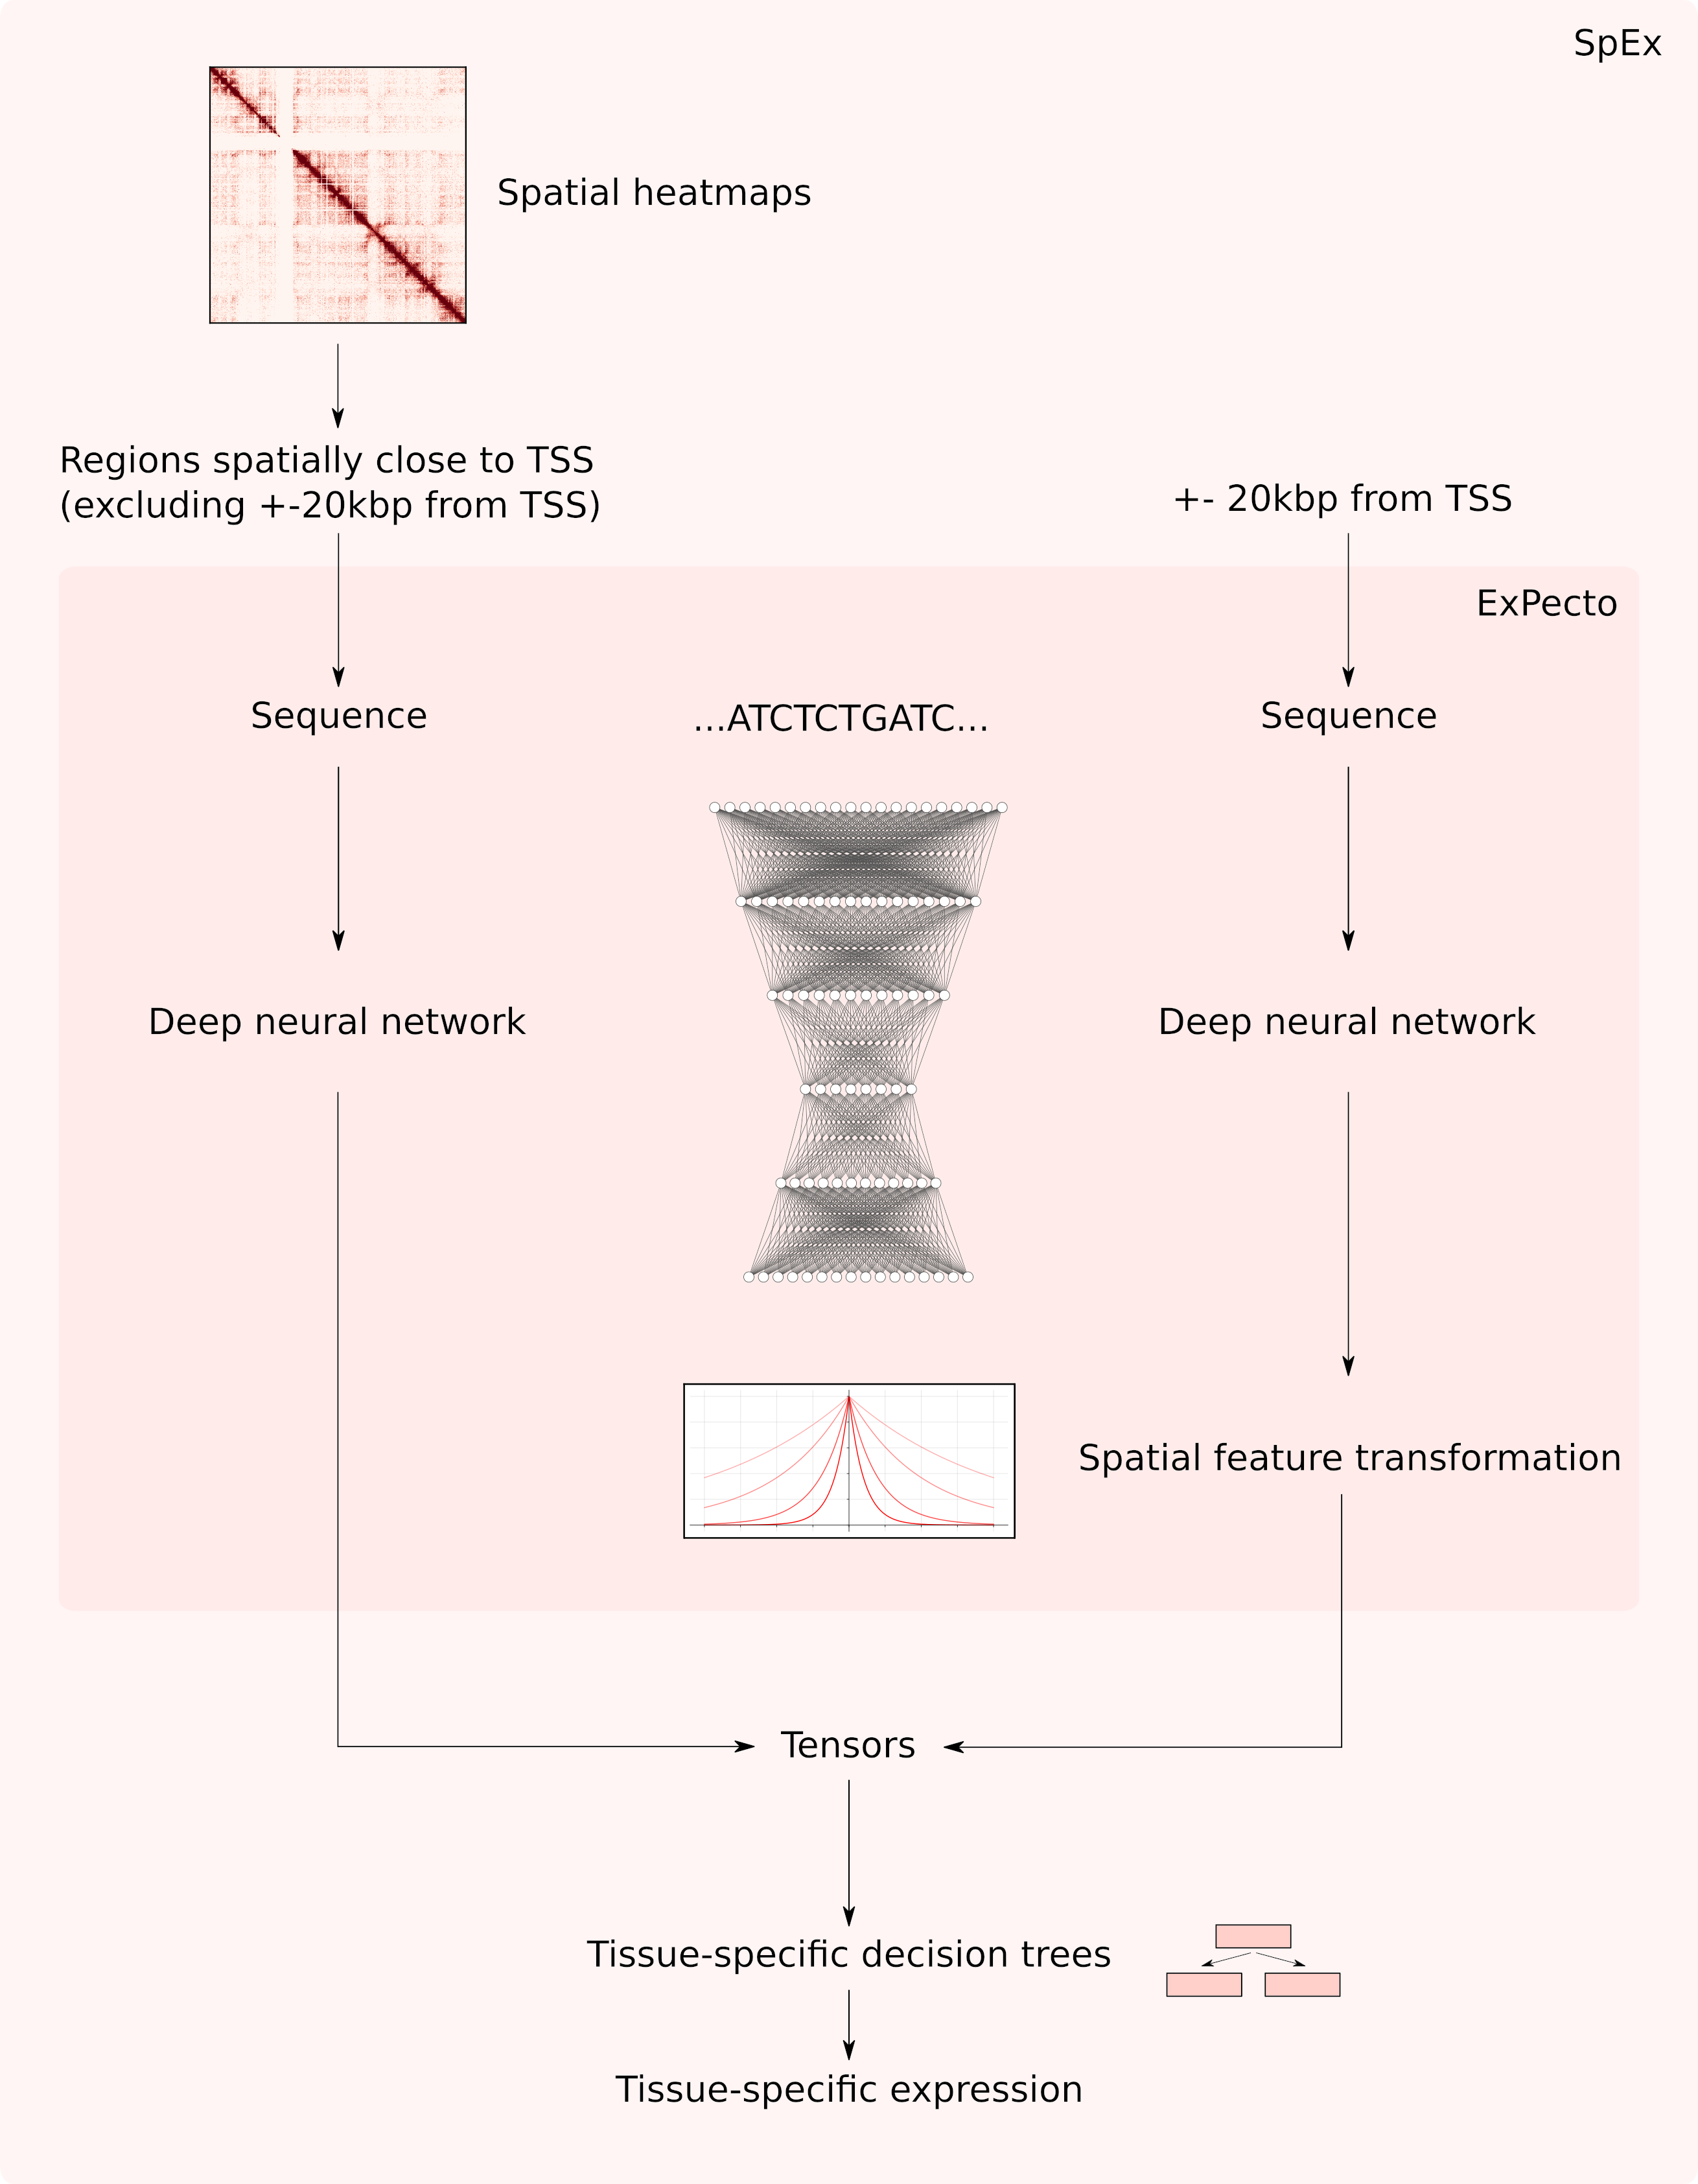 SpEx
Spatial heatmaps
Regions spatially close to TSS
(excluding +-20kbp from TSS)
+- 20kbp from TSS
ExPecto
Sequence
...ATCTCTGATC...
Sequence
Deep neural network
Deep neural network
Spatial feature transformation
Tensors
Tissue-specific decision trees
Tissue-specific expression